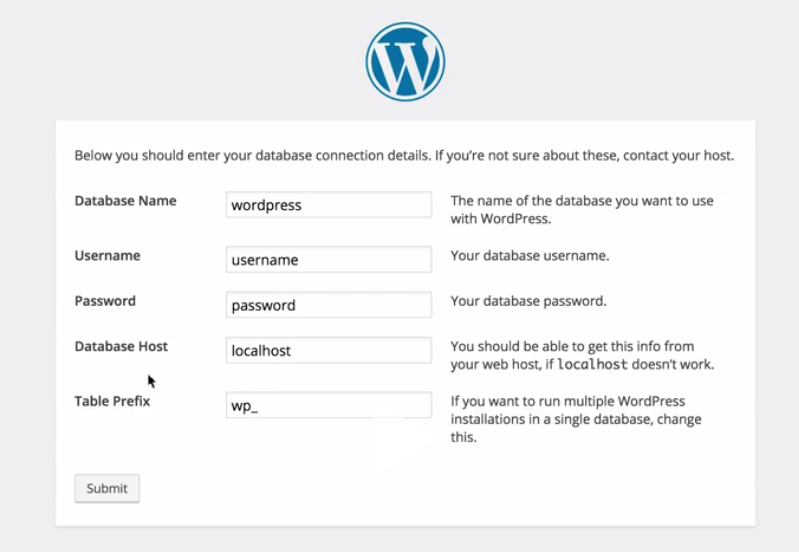 Below you should enter your database connection details. If you’re not sure about these, contact your host.
Database Name
wordpress
The name of the database you want to use
with WordPress.
Username
username
Your database username.
Password
password
Your database password.
Database Host
localhost
You should be able to get this info from
your web host, if localhost doesn’t work.
Table Prefix
wp_
If you want to run multiple WordPress
installations in a single database, change
this.
Submit